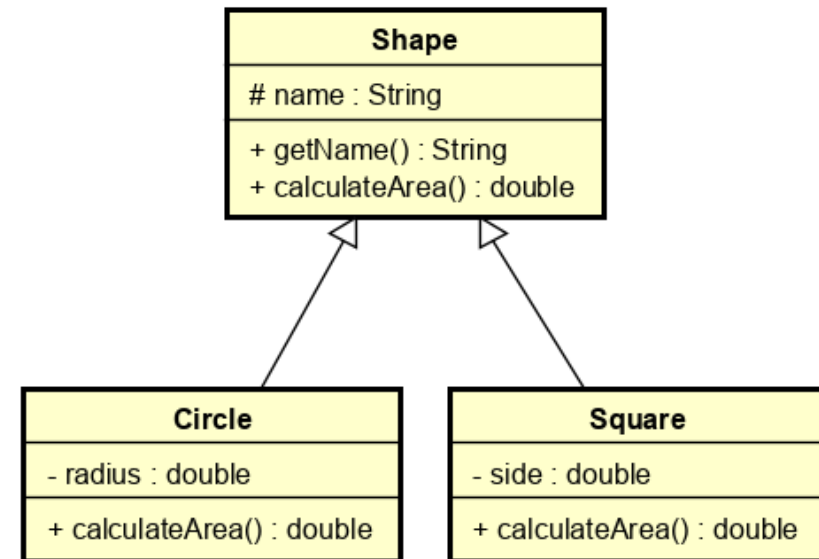 Shape
# name : String
+ getName() : String
+ calculateArea() : double
Circle
- radius : double
+ calculateArea() : double
Square
- side : double
+ calculateArea() : double